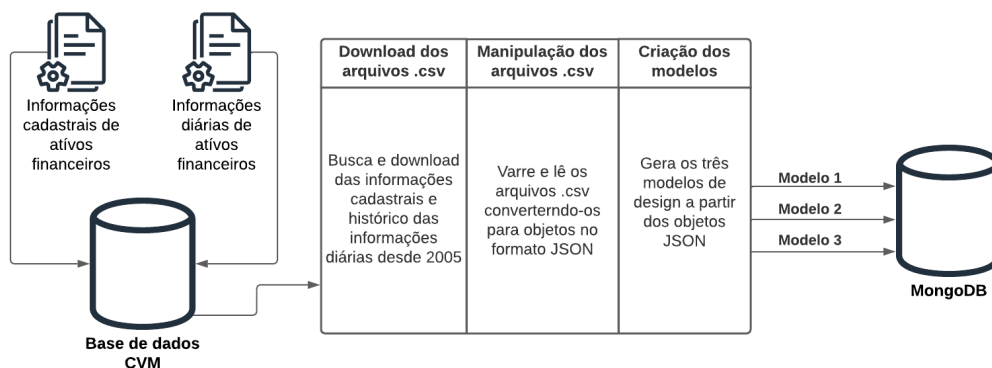 Informações
cadastrais de
atívos
financeiros
Informações
diárias de
atívos
financeiros
Base de dados
CVM
Download dos
arquivos .csv
Busca e download
das informações
cadastrais e
histórico das
informações
diárias desde 2005
Manipulação dos
arquivos .csv
Varre e lê os
arquivos .csv
converterndo-os
para objetos no
formato JSON
Criação dos
modelos
Gera os três
modelos de
design a partir
dos objetos
JSON
Modelo 1
Modelo 2
Modelo 3
MongoDB